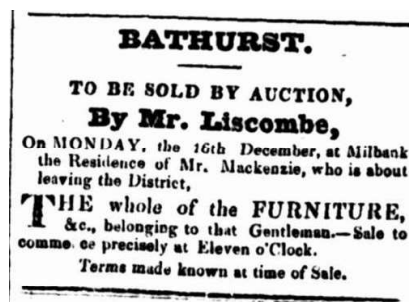 BATHURST.
TO BE SOLD BY AUCTION,
By Mr. Liscombe,
On MONDAY, the 16th December, at Milbank
the Residence of Mr. Mackenzie, who is about
leaving the District,
THE whole of the FURNITURE,
&c., belonging to that Gentleman.—Sale to
comme ce precisely at Eleven o'Clock.
Terms made known at time of Sale.